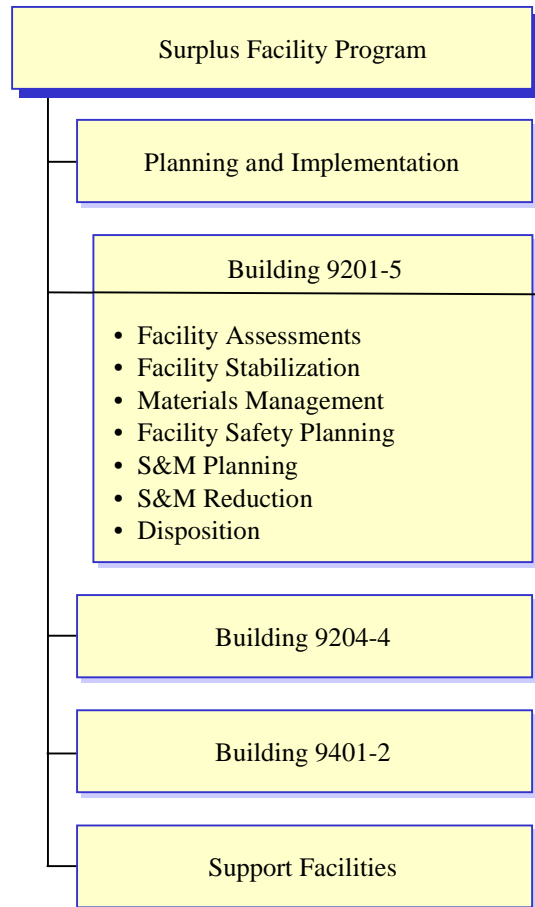 Surplus Facility Program
Planning and Implementation
Building 9201-5
• Facility Assessments
• Facility Stabilization
• Materials Management
• Facility Safety Planning
• S&M Planning
• S&M Reduction
• Disposition
Building 9204-4
Building 9401-2
Support Facilities